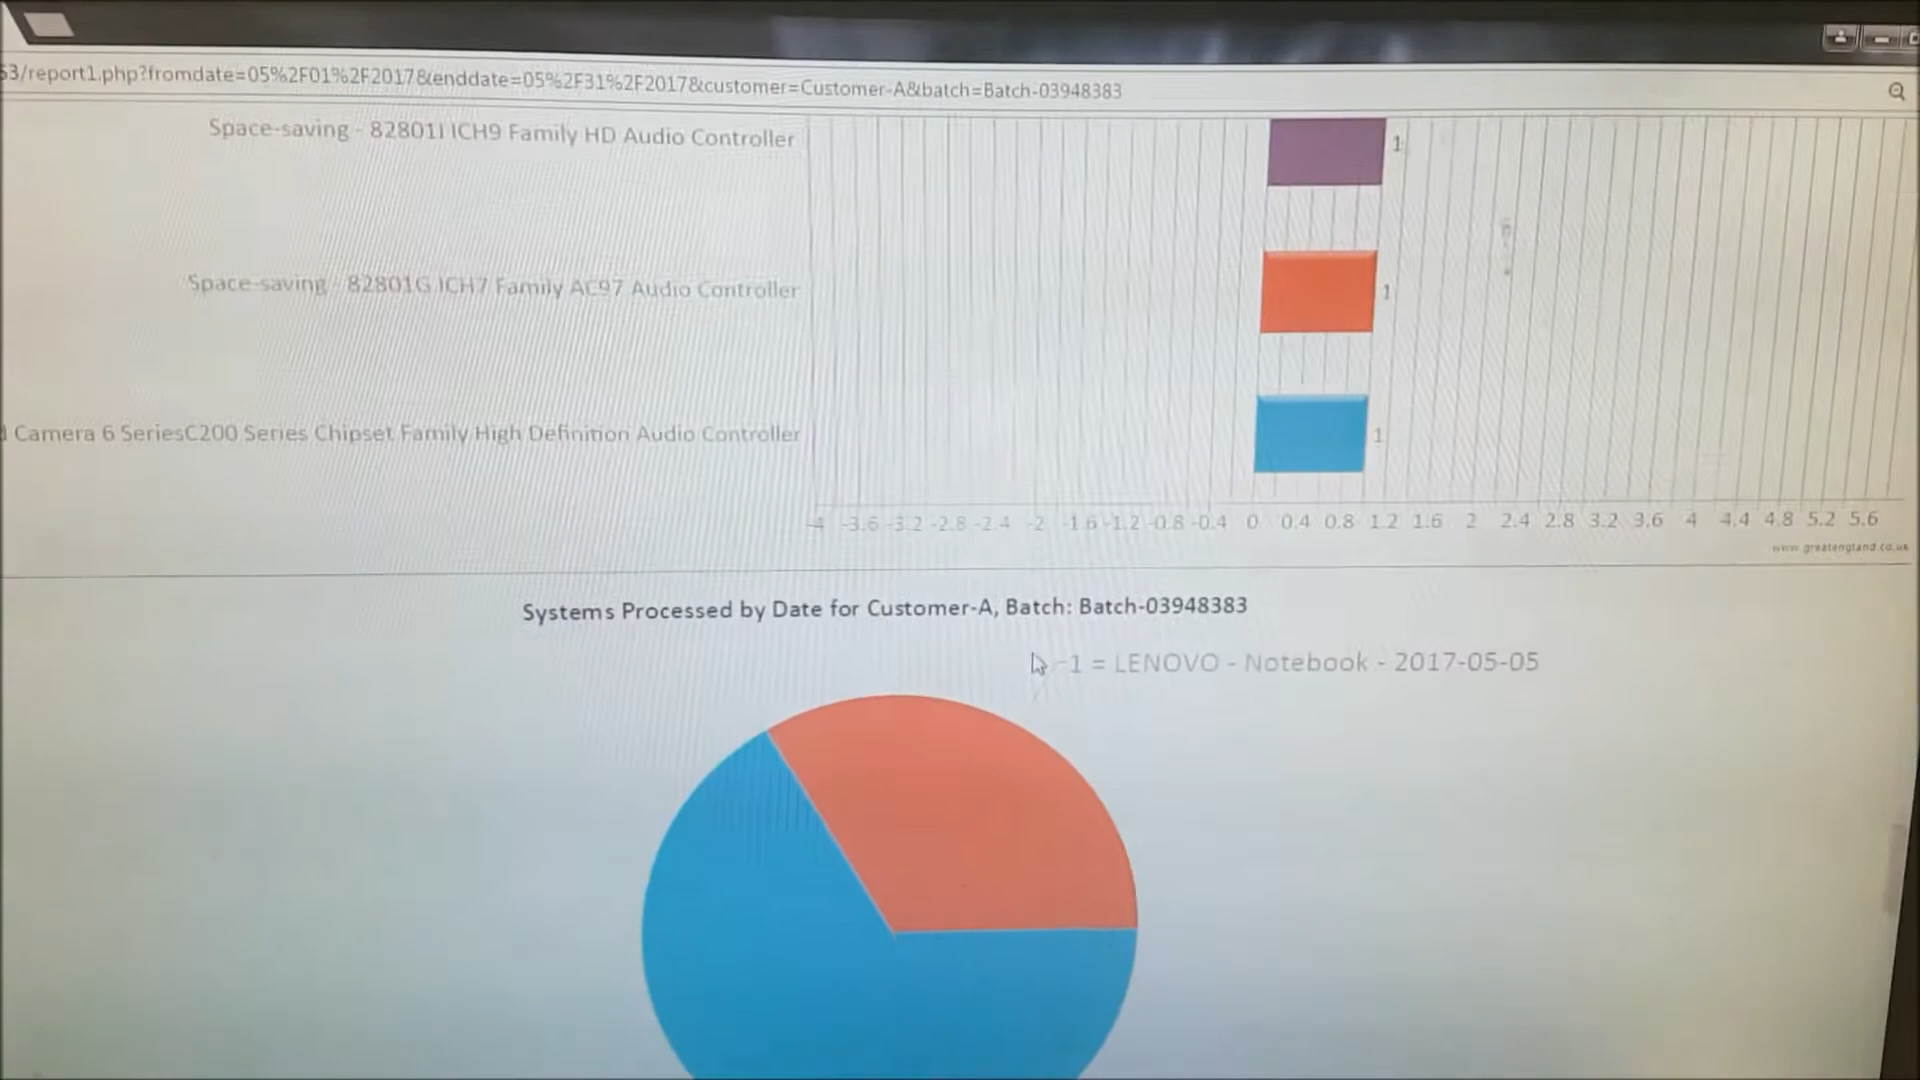 53/report1.php?fromdate=05%2F01%2F2017&enddate=05%2F31%2F2017&customer=Customer-A&batch=Batch-03948383
Space-saving - 82801I ICH9 Family HD Audio Controller
1
Space-saving - 82801G ICH7 Family AC97 Audio Controller
1
Camera 6 SeriesC200 Series Chipset Family High Definition Audio Controller
1
-4 -3.6 -3.2 -2.8 -2.4 -2 -1.6 -1.2 -0.8 -0.4 0 0.4 0.8 1.2 1.6 2 2.4 2.8 3.2 3.6 4 4.4 4.8 5.2 5.6
www.greatengland.co.uk
Systems Processed by Date for Customer-A, Batch: Batch-03948383
1 = LENOVO - Notebook - 2017-05-05